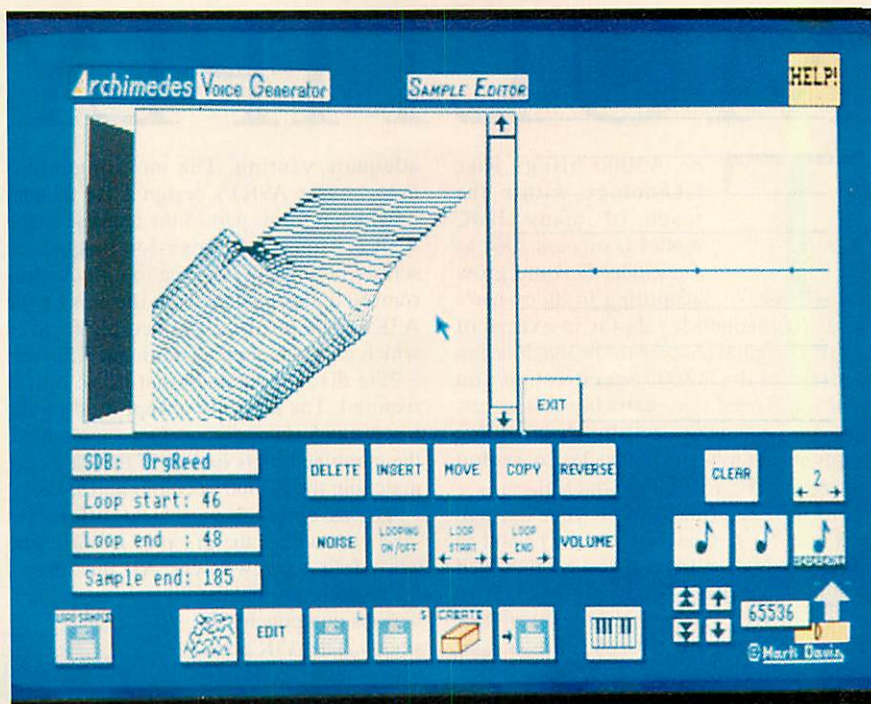 Archimedes Voice Generator
SAMPLE EDITOR
HELP!
EXIT
SDB: OrgReed
Loop start: 46
Loop end : 48
Sample end: 185
DELETE INSERT MOVE COPY REVERSE
CLEAR
2
NOISE
LOOPING ON/OFF
LOOP START
LOOP END
VOLUME
LOAD SAMPLE
EDIT
L
S
CREATE
65536
D
©Mark Davis,